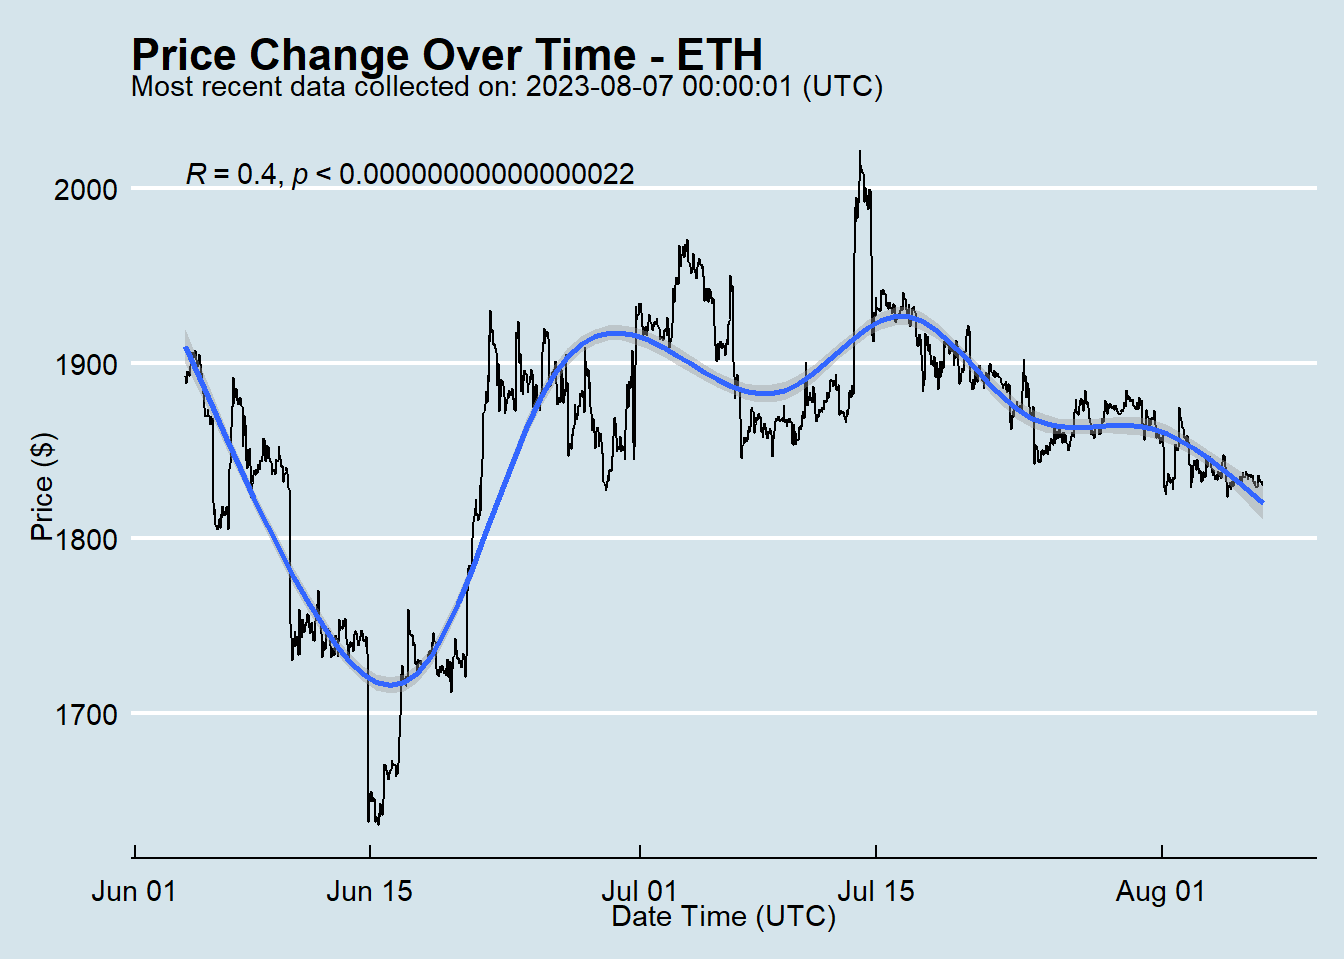 Price Change Over Time - ETH
Most recent data collected on: 2023-08-07 00:00:01 (UTC)
R = 0.4, p < 0.00000000000000022
2000
1900
1800
1700
Price ($)
Jun 01
Jun 15
Jul 01
Jul 15
Aug 01
Date Time (UTC)